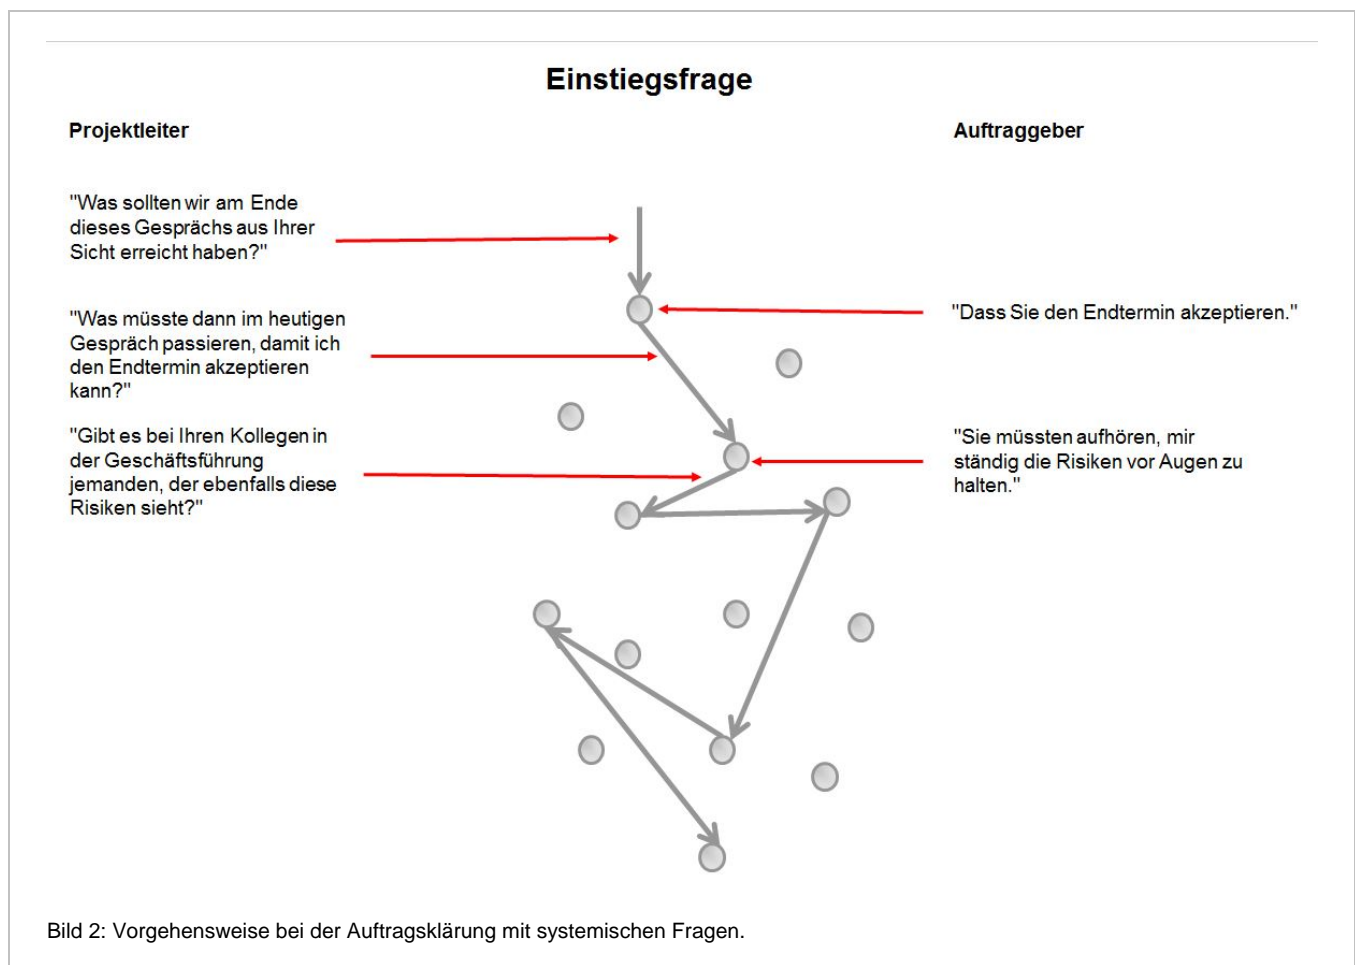 Einstiegsfrage
Projektleiter
Auftraggeber
"Was sollten wir am Ende
dieses Gesprächs aus Ihrer
Sicht erreicht haben?"
"Dass Sie den Endtermin akzeptieren."
"Was müsste dann im heutigen
Gespräch passieren, damit ich
den Endtermin akzeptieren
kann?"
"Sie müssten aufhören, mir
ständig die Risiken vor Augen zu
halten."
"Gibt es bei Ihren Kollegen in
der Geschäftsführung
jemanden, der ebenfalls diese
Risiken sieht?"
Bild 2: Vorgehensweise bei der Auftragsklärung mit systemischen Fragen.